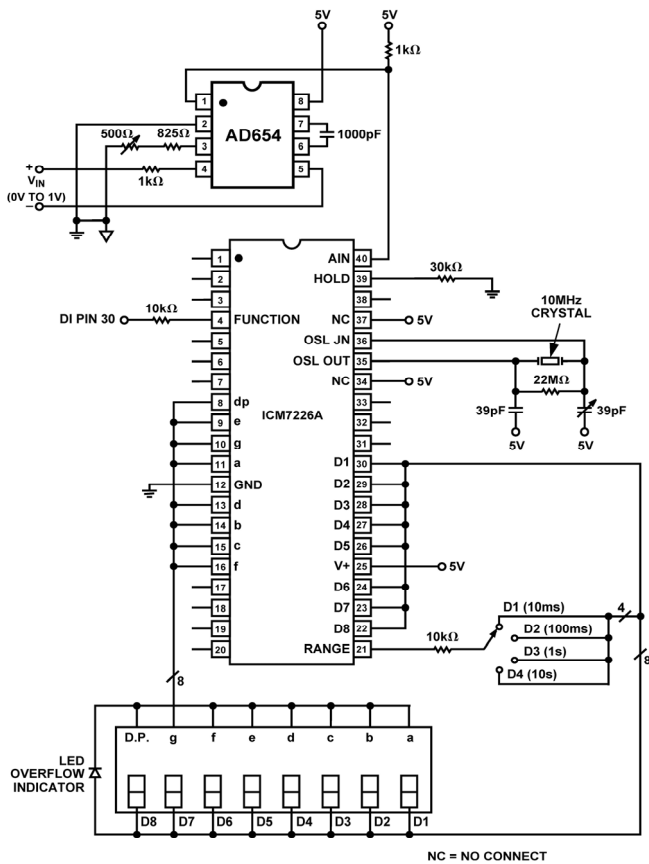 5V
5V
1kΩ
1
8
2
7
AD654
1000pF
500Ω
825Ω
3
6
+
VIN
(0V TO 1V)
–
1kΩ
4
5
1
AIN
40
30kΩ
2
HOLD
39
3
38
10MHz
CRYSTAL
DI PIN 30
10kΩ
4
FUNCTION
NC
37
5V
5
OSL JN
36
6
OSL OUT
35
22MΩ
7
NC
34
5V
8
dp
ICM7226A
33
39pF
39pF
9
e
32
5V
5V
10
g
31
11
a
D1
30
12
GND
D2
29
13
d
D3
28
14
b
D4
27
15
c
D5
26
16
f
V+
25
5V
17
D6
24
18
D7
23
D1 (10ms)
4
19
D8
22
10kΩ
D2 (100ms)
20
RANGE
21
D3 (1s)
8
D4 (10s)
8
D.P.
g
f
e
d
c
b
a
LED
OVERFLOW
INDICATOR
D8
D7
D6
D5
D4
D3
D2
D1
NC = NO CONNECT